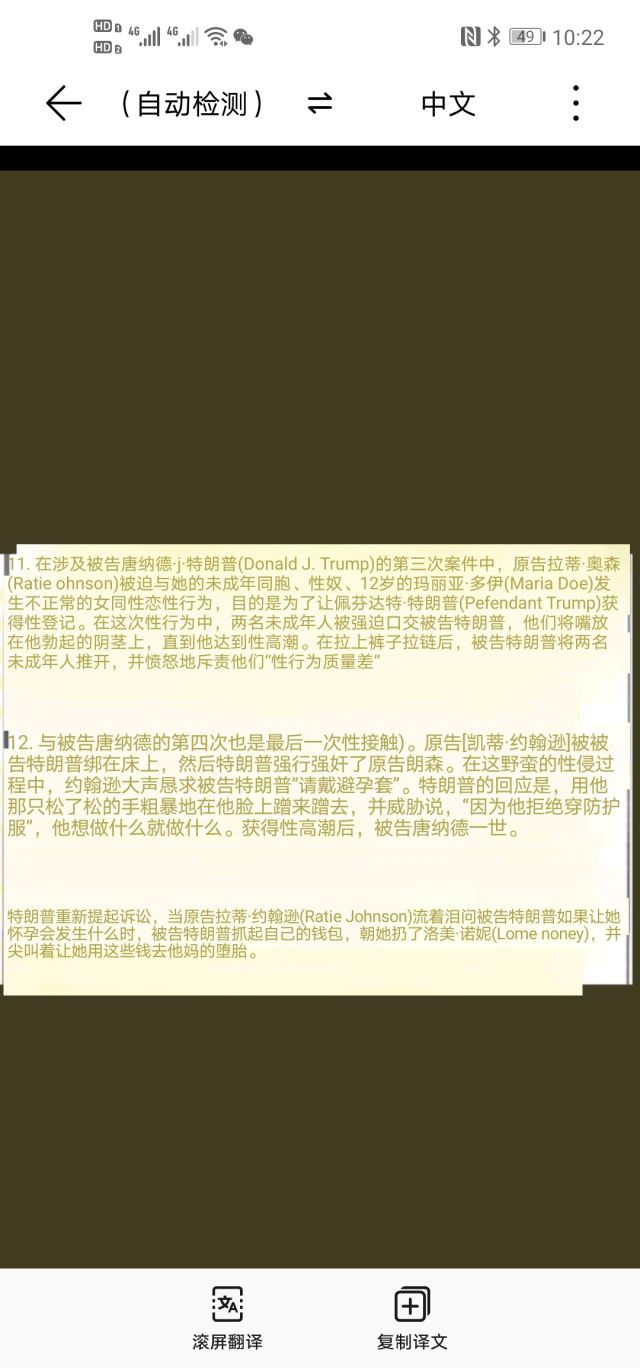 HD 1 HD 2 4G 4G 49 10:22
（自动检测） ⇌ 中文
11. 在涉及被告唐纳德·j·特朗普(Donald J. Trump)的第三次案件中，原告拉蒂·奥森
(Ratie ohnson)被迫与她的未成年同胞、性奴、12岁的玛丽亚·多伊(Maria Doe)发
生不正常的女同性恋性行为，目的是为了让佩芬达特·特朗普(Pefendant Trump)获
得性登记。在这次性行为中，两名未成年人被强迫口交被告特朗普，他们将嘴放
在他勃起的阴茎上，直到他达到性高潮。在拉上裤子拉链后，被告特朗普将两名
未成年人推开，并愤怒地斥责他们“性行为质量差”
12. 与被告唐纳德的第四次也是最后一次性接触)。原告[凯蒂·约翰逊]被被
告特朗普绑在床上，然后特朗普强行强奸了原告朗森。在这野蛮的性侵过
程中，约翰逊大声恳求被告特朗普“请戴避孕套”。特朗普的回应是，用他
那只松了松的手粗暴地在他脸上蹭来蹭去，并威胁说，“因为他拒绝穿防护
服”，他想做什么就做什么。获得性高潮后，被告唐纳德一世。
特朗普重新提起诉讼，当原告拉蒂·约翰逊(Ratie Johnson)流着泪问被告特朗普如果让她
怀孕会发生什么时，被告特朗普抓起自己的钱包，朝她扔了洛美·诺妮(Lome noney)，并
尖叫着让她用这些钱去他妈的堕胎。
滚屏翻译
复制译文